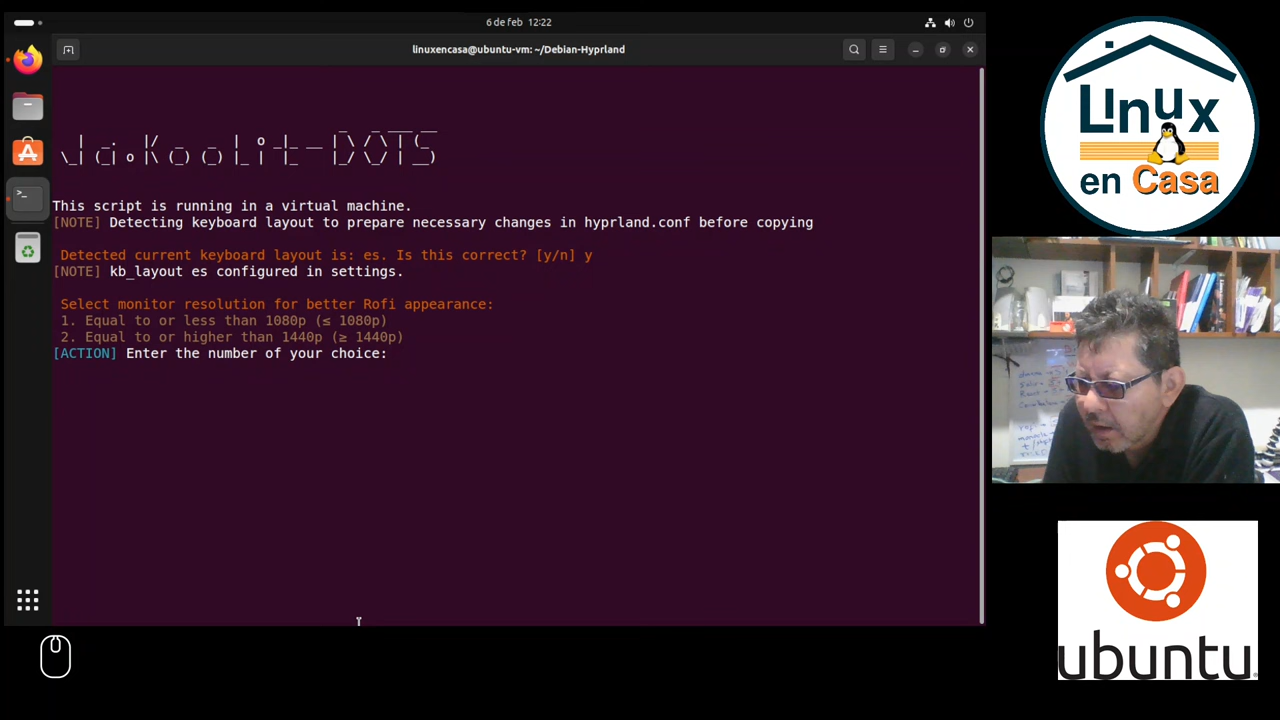 6 de feb 12:22
linuxencasa@ubuntu-vm: ~/Debian-Hyprland
Ja.KooLit-DOTS
This script is running in a virtual machine.
[NOTE] Detecting keyboard layout to prepare necessary changes in hyprland.conf before copying
Detected current keyboard layout is: es. Is this correct? [y/n] y
[NOTE] kb_layout es configured in settings.
Select monitor resolution for better Rofi appearance:
1. Equal to or less than 1080p (≤ 1080p)
2. Equal to or higher than 1440p (≥ 1440p)
[ACTION] Enter the number of your choice:
LInux
en Casa
ubuntu